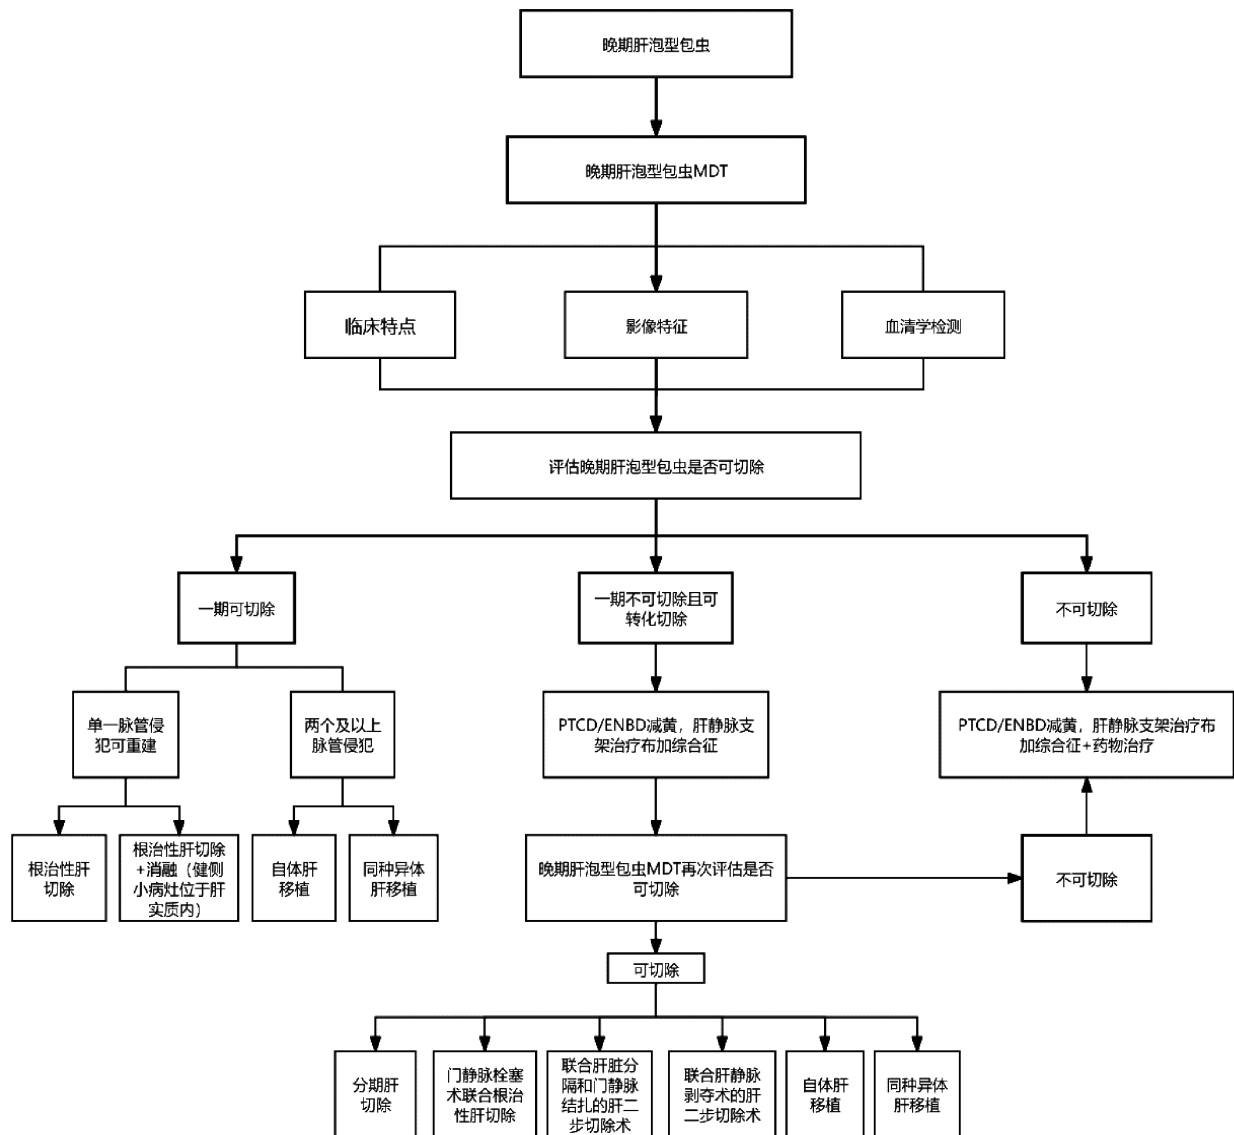 晚期肝泡型包虫
晚期肝泡型包虫MDT
临床特点
影像特征
血清学检测
评估晚期肝泡型包虫是否可切除
一期可切除
一期不可切除且可
转化切除
不可切除
单一脉管侵
犯可重建
两个及以上
脉管侵犯
PTCD/ENBD减黄，肝静脉支
架治疗布加综合征
PTCD/ENBD减黄，肝静脉支架治疗布
加综合征+药物治疗
根治性肝
切除
根治性肝切除
+消融（健侧
小病灶位于肝
实质内）
自体肝
移植
同种异体
肝移植
晚期肝泡型包虫MDT再次评估是否
可切除
不可切除
可切除
分期肝
切除
门静脉栓塞
术联合根治
性肝切除
联合肝脏分
隔和门静脉
结扎的肝二
步切除术
联合肝静脉
剥夺术的肝
二步切除术
自体肝
移植
同种异体
肝移植